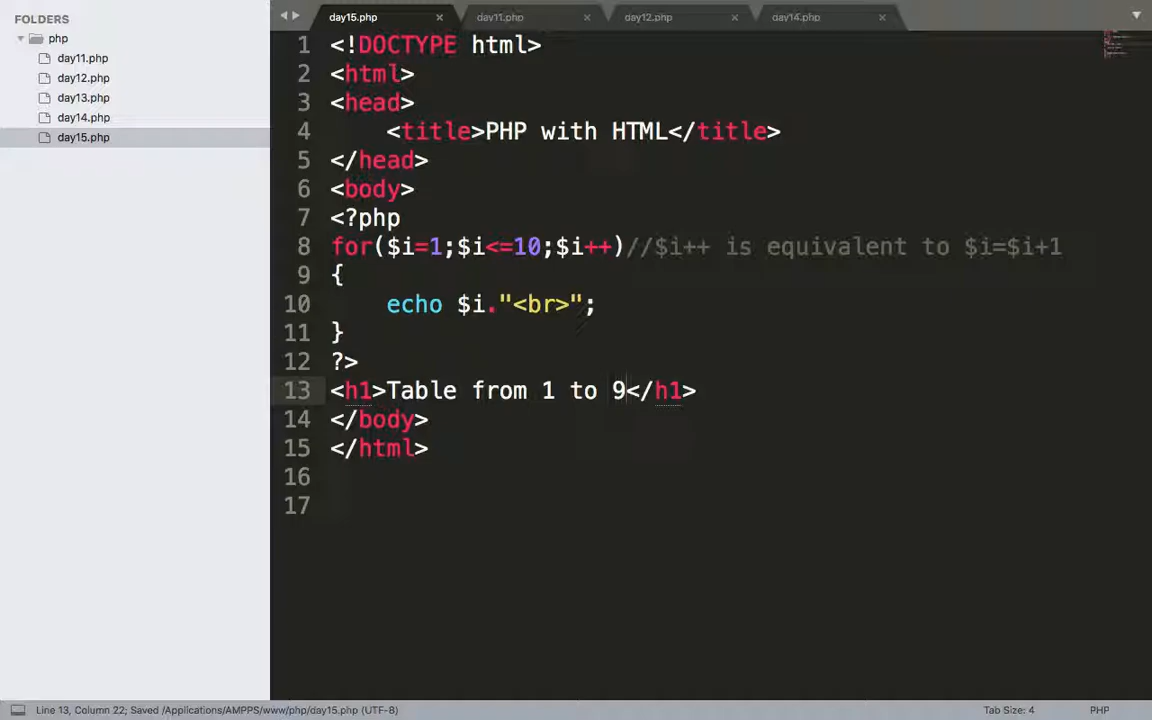 FOLDERS
php
day11.php
day12.php
day13.php
day14.php
day15.php
day15.php × day11.php × day12.php × day14.php ×
1 <!DOCTYPE html>
2 <html>
3 <head>
4     <title>PHP with HTML</title>
5 </head>
6 <body>
7 <?php
8 for($i=1;$i<=10;$i++)//$i++ is equivalent to $i=$i+1
9 {
10     echo $i."<br>";
11 }
12 ?>
13 <h1>Table from 1 to 9</h1>
14 </body>
15 </html>
16
17
Line 13, Column 22; Saved /Applications/AMPPS/www/php/day15.php (UTF-8) Tab Size: 4 PHP